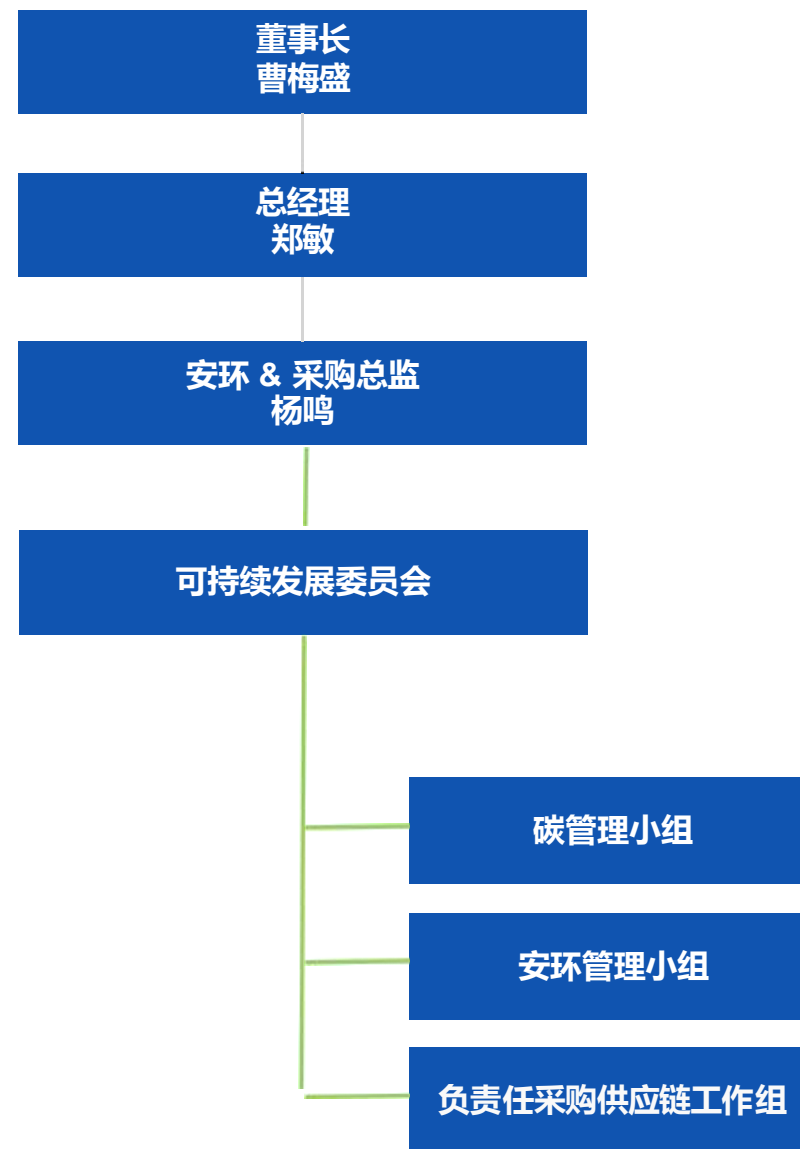 董事长
曹梅盛
总经理
郑敏
安环 & 采购总监
杨鸣
可持续发展委员会
碳管理小组
安环管理小组
负责任采购供应链工作组